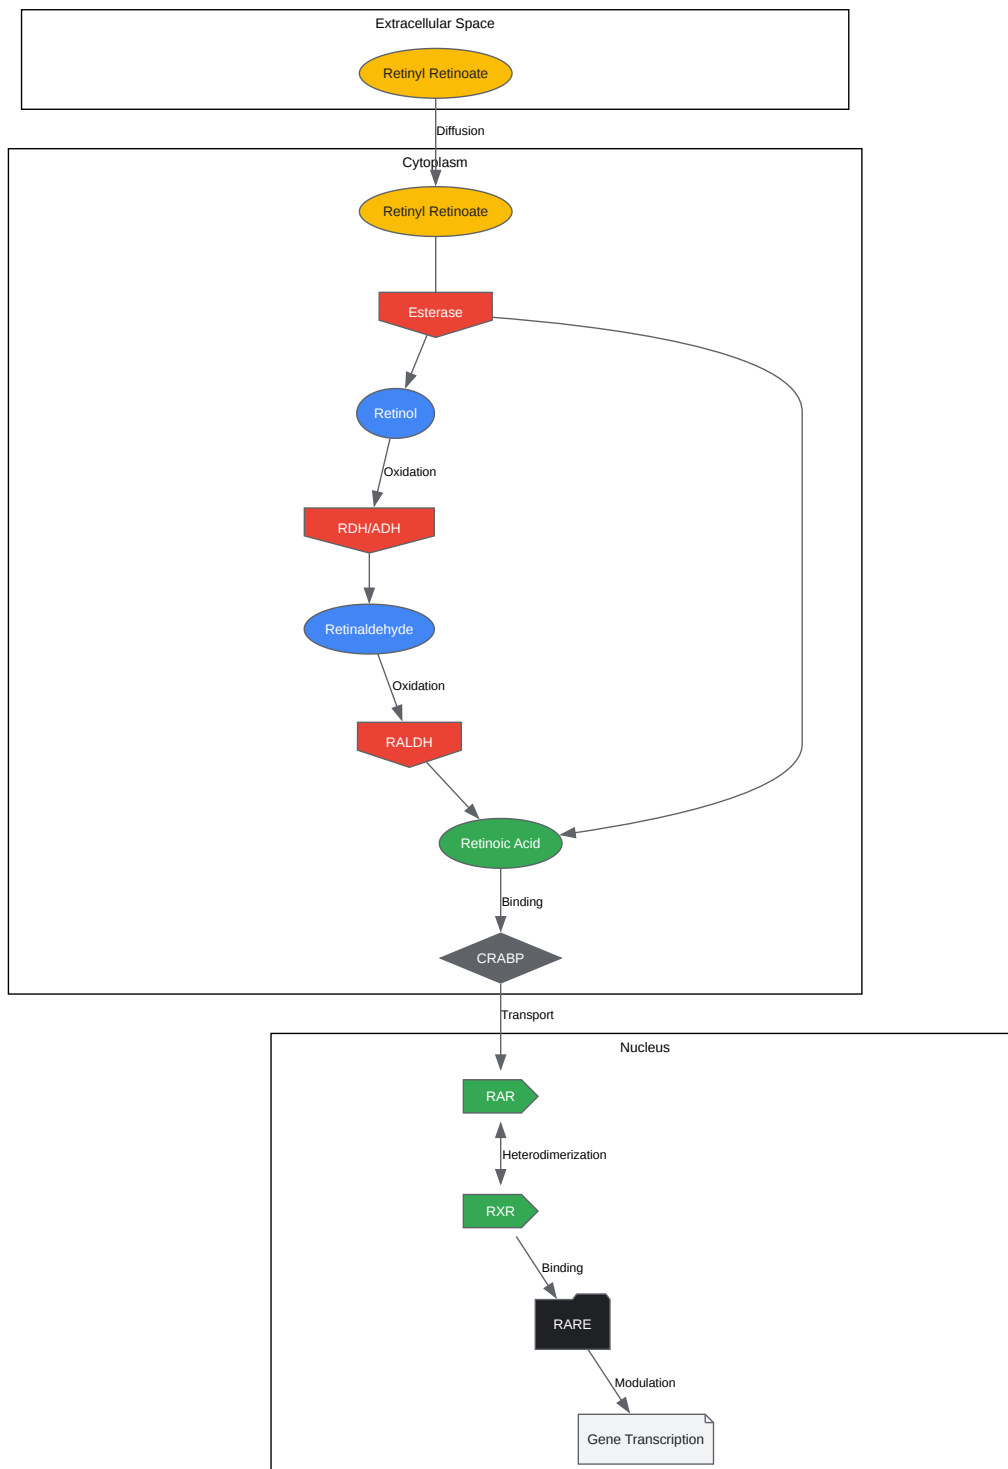 Extracellular Space
Retinyl Retinoate
Diffusion
Cytoplasm
Retinyl Retinoate
Esterase
Retinol
Oxidation
RDH/ADH
Retinaldehyde
Oxidation
RALDH
Retinoic Acid
Binding
CRABP
Transport
Nucleus
RAR
Heterodimerization
RXR
Binding
RARE
Modulation
Gene Transcription